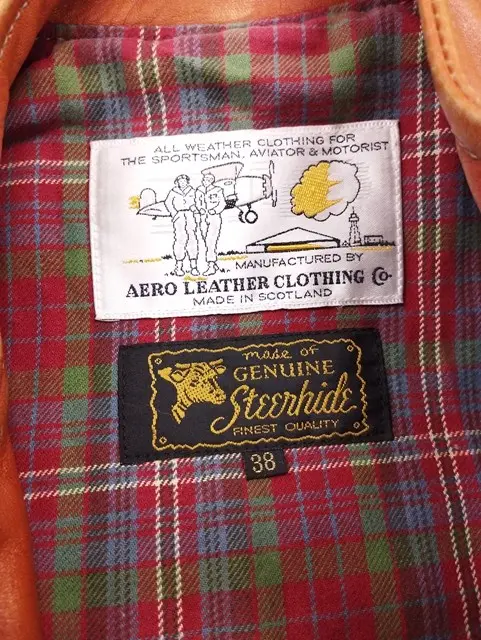 ALL WEATHER CLOTHING FOR
THE SPORTSMAN, AVIATOR & MOTORIST
MANUFACTURED BY
AERO LEATHER CLOTHING Co.
MADE IN SCOTLAND
made of
GENUINE
Steerhide
FINEST QUALITY
38